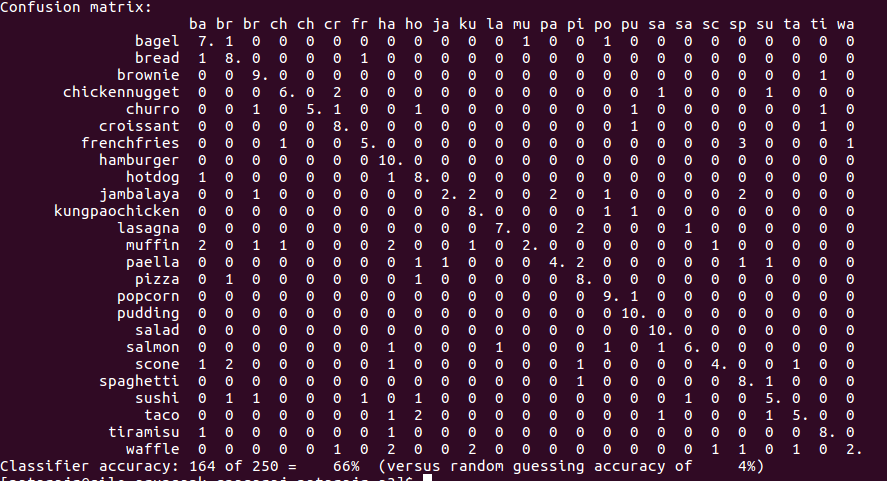 Confusion matrix:
ba br br ch ch cr fr ha ho ja ku la mu pa pi po pu sa sa sc sp su ta ti wa
bagel 7. 1 0 0 0 0 0 0 0 0 0 0 1 0 0 1 0 0 0 0 0 0 0 0 0
bread 1 8. 0 0 0 0 1 0 0 0 0 0 0 0 0 0 0 0 0 0 0 0 0 0 0
brownie 0 0 9. 0 0 0 0 0 0 0 0 0 0 0 0 0 0 0 0 0 0 0 0 1 0
chickennugget 0 0 0 6. 0 2 0 0 0 0 0 0 0 0 0 0 0 1 0 0 0 1 0 0 0
churro 0 0 1 0 5. 1 0 0 1 0 0 0 0 0 0 0 1 0 0 0 0 0 0 1 0
croissant 0 0 0 0 0 8. 0 0 0 0 0 0 0 0 0 0 1 0 0 0 0 0 0 1 0
frenchfries 0 0 0 1 0 0 5. 0 0 0 0 0 0 0 0 0 0 0 0 0 3 0 0 0 1
hamburger 0 0 0 0 0 0 0 10. 0 0 0 0 0 0 0 0 0 0 0 0 0 0 0 0 0
hotdog 1 0 0 0 0 0 0 1 8. 0 0 0 0 0 0 0 0 0 0 0 0 0 0 0 0
jambalaya 0 0 1 0 0 0 0 0 0 2. 2 0 0 2 0 1 0 0 0 0 2 0 0 0 0
kungpaochicken 0 0 0 0 0 0 0 0 0 0 8. 0 0 0 0 1 1 0 0 0 0 0 0 0 0
lasagna 0 0 0 0 0 0 0 0 0 0 0 7. 0 0 2 0 0 0 1 0 0 0 0 0 0
muffin 2 0 1 1 0 0 0 2 0 0 1 0 2. 0 0 0 0 0 0 1 0 0 0 0 0
paella 0 0 0 0 0 0 0 0 1 1 0 0 0 4. 2 0 0 0 0 0 1 1 0 0 0
pizza 0 1 0 0 0 0 0 0 1 0 0 0 0 0 8. 0 0 0 0 0 0 0 0 0 0
popcorn 0 0 0 0 0 0 0 0 0 0 0 0 0 0 0 9. 1 0 0 0 0 0 0 0 0
pudding 0 0 0 0 0 0 0 0 0 0 0 0 0 0 0 0 10. 0 0 0 0 0 0 0 0
salad 0 0 0 0 0 0 0 0 0 0 0 0 0 0 0 0 0 10. 0 0 0 0 0 0 0
salmon 0 0 0 0 0 0 0 1 0 0 0 1 0 0 0 1 0 1 6. 0 0 0 0 0 0
scone 1 2 0 0 0 0 0 1 0 0 0 0 0 0 1 0 0 0 0 4. 0 0 1 0 0
spaghetti 0 0 0 0 0 0 0 0 0 0 0 0 0 0 1 0 0 0 0 0 8. 1 0 0 0
sushi 0 1 1 0 0 0 1 0 1 0 0 0 0 0 0 0 0 0 1 0 0 5. 0 0 0
taco 0 0 0 0 0 0 0 1 2 0 0 0 0 0 0 0 0 1 0 0 0 1 5. 0 0
tiramisu 1 0 0 0 0 0 0 1 0 0 0 0 0 0 0 0 0 0 0 0 0 0 0 8. 0
waffle 0 0 0 0 0 1 0 2 0 0 2 0 0 0 0 0 0 0 0 1 1 0 1 0 2.
Classifier accuracy: 164 of 250 = 66% (versus random guessing accuracy of 4%)